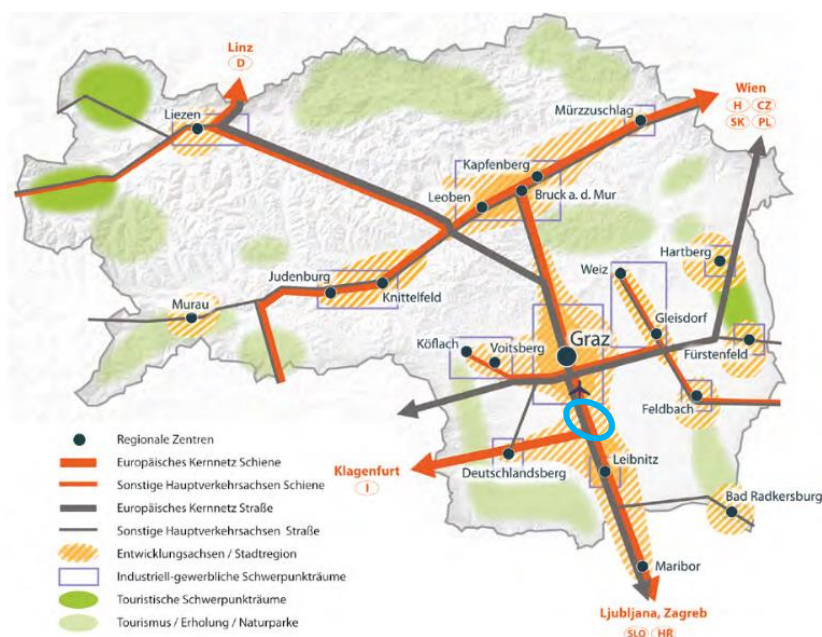 Linz
D
Wien
H CZ
SK PL
Liezen
Mürzzuschlag
Kapfenberg
Leoben
Bruck a. d. Mur
Hartberg
Weiz
Judenburg
Knittelfeld
Murau
Gleisdorf
Graz
Köflach
Voitsberg
Fürstenfeld
Feldbach
Regionale Zentren
Europäisches Kernnetz Schiene
Sonstige Hauptverkehrsachsen Schiene
Europäisches Kernnetz Straße
Sonstige Hauptverkehrsachsen Straße
Entwicklungsachsen / Stadtregion
Industriell-gewerbliche Schwerpunkträume
Touristische Schwerpunkträume
Tourismus / Erholung / Naturparke
Klagenfurt
I
Deutschlandsberg
Leibnitz
Bad Radkersburg
Maribor
Ljubljana, Zagreb
SLO HR